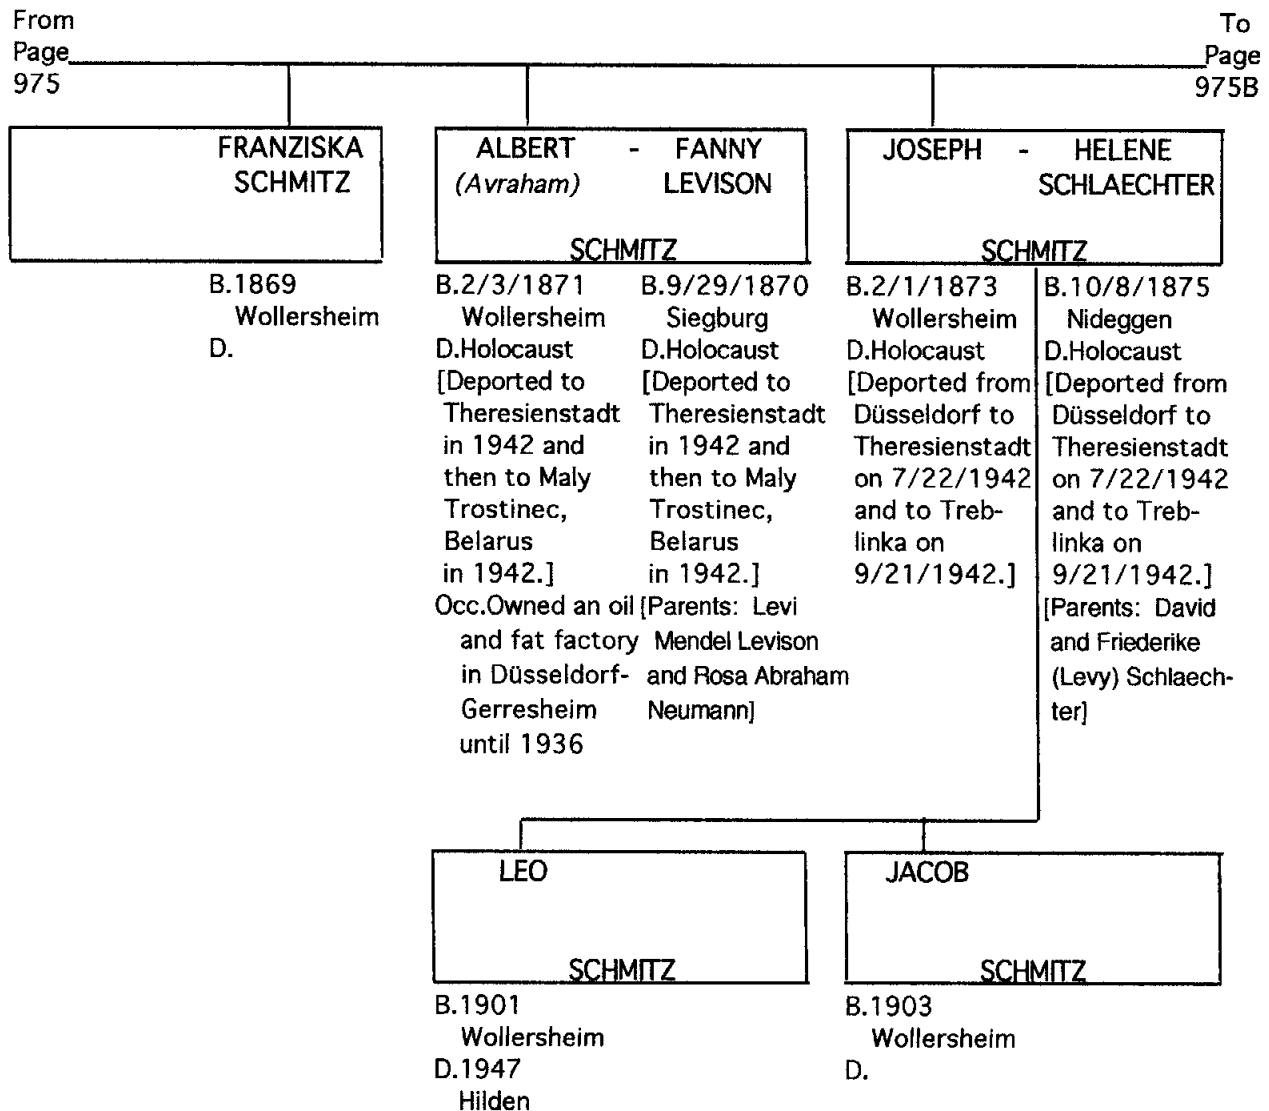 From
Page
975
To
Page
975B
FRANZISKA
SCHMITZ
B.1869
Wollersheim
D.
ALBERT - FANNY
(Avraham) LEVISON
SCHMITZ
B.2/3/1871
Wollersheim
D.Holocaust
[Deported to
Theresienstadt
in 1942 and
then to Maly
Trostinec,
Belarus
in 1942.]
Occ.Owned an oil
and fat factory
in Düsseldorf-
Gerresheim
until 1936
B.9/29/1870
Siegburg
D.Holocaust
[Deported to
Theresienstadt
in 1942 and
then to Maly
Trostinec,
Belarus
in 1942.]
[Parents: Levi
Mendel Levison
and Rosa Abraham
Neumann]
JOSEPH - HELENE
SCHLAECHTER
SCHMITZ
B.2/1/1873
Wollersheim
D.Holocaust
[Deported from
Düsseldorf to
Theresienstadt
on 7/22/1942
and to Treb-
linka on
9/21/1942.]
B.10/8/1875
Nideggen
D.Holocaust
[Deported from
Düsseldorf to
Theresienstadt
on 7/22/1942
and to Treb-
linka on
9/21/1942.]
[Parents: David
and Friederike
(Levy) Schlaech-
ter]
LEO
SCHMITZ
B.1901
Wollersheim
D.1947
Hilden
JACOB
SCHMITZ
B.1903
Wollersheim
D.